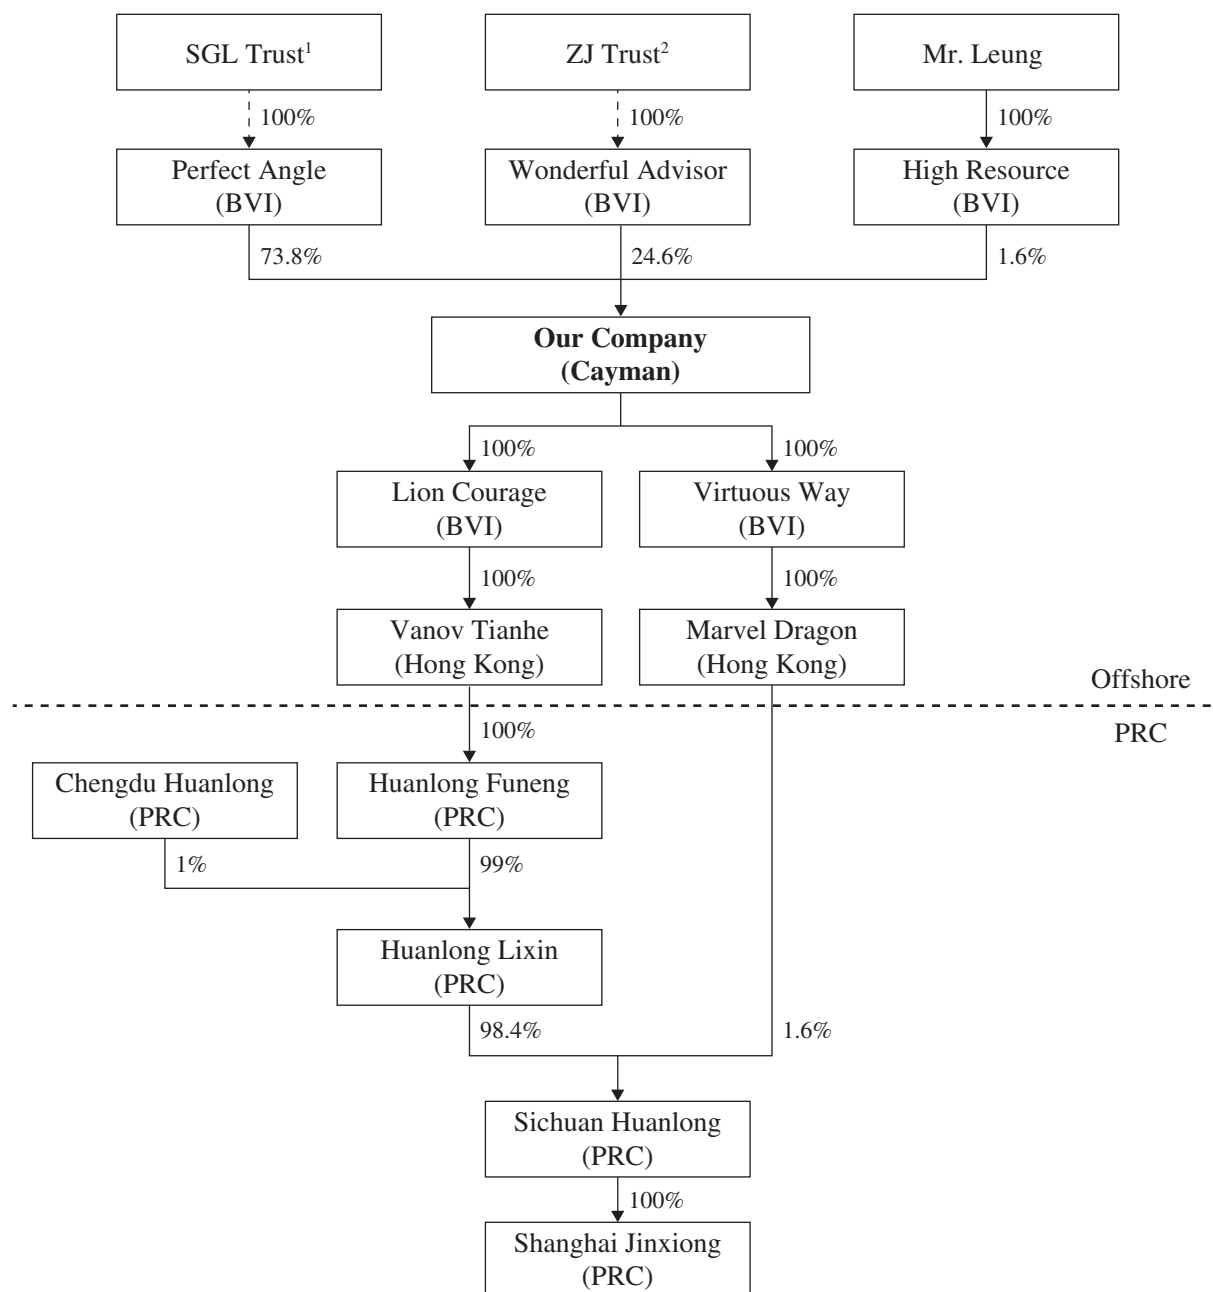 SGL Trust¹
ZJ Trust²
Mr. Leung
100%
100%
100%
Perfect Angle
(BVI)
Wonderful Advisor
(BVI)
High Resource
(BVI)
73.8%
24.6%
1.6%
Our Company
(Cayman)
100%
100%
Lion Courage
(BVI)
Virtuous Way
(BVI)
100%
100%
Vanov Tianhe
(Hong Kong)
Marvel Dragon
(Hong Kong)
Offshore
PRC
100%
Chengdu Huanlong
(PRC)
Huanlong Funeng
(PRC)
1%
99%
Huanlong Lixin
(PRC)
98.4%
1.6%
Sichuan Huanlong
(PRC)
100%
Shanghai Jinxiong
(PRC)